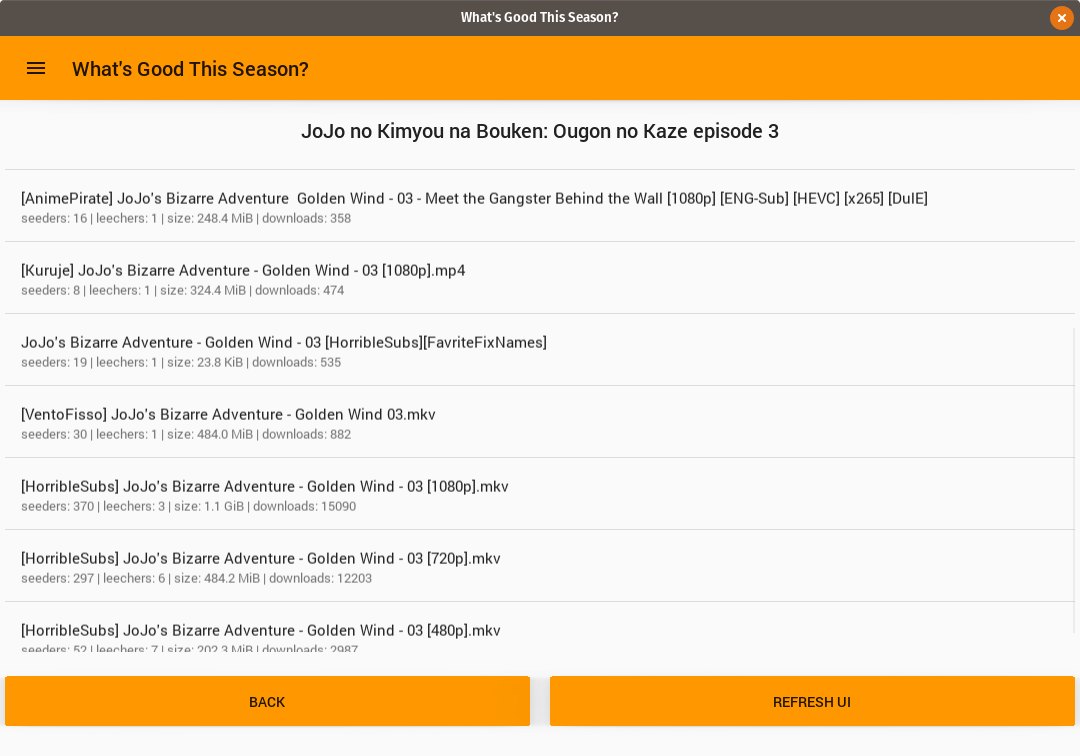 What's Good This Season?
What's Good This Season?
JoJo no Kimyou na Bouken: Ougon no Kaze episode 3
[AnimePirate] JoJo's Bizarre Adventure  Golden Wind - 03 - Meet the Gangster Behind the Wall [1080p] [ENG-Sub] [HEVC] [x265] [DulE]
seeders: 16 | leechers: 1 | size: 248.4 MiB | downloads: 358
[Kuruje] JoJo's Bizarre Adventure - Golden Wind - 03 [1080p].mp4
seeders: 8 | leechers: 1 | size: 324.4 MiB | downloads: 474
JoJo's Bizarre Adventure - Golden Wind - 03 [HorribleSubs][FavriteFixNames]
seeders: 19 | leechers: 1 | size: 23.8 KiB | downloads: 535
[VentoFisso] JoJo's Bizarre Adventure - Golden Wind 03.mkv
seeders: 30 | leechers: 1 | size: 484.0 MiB | downloads: 882
[HorribleSubs] JoJo's Bizarre Adventure - Golden Wind - 03 [1080p].mkv
seeders: 370 | leechers: 3 | size: 1.1 GiB | downloads: 15090
[HorribleSubs] JoJo's Bizarre Adventure - Golden Wind - 03 [720p].mkv
seeders: 297 | leechers: 6 | size: 484.2 MiB | downloads: 12203
[HorribleSubs] JoJo's Bizarre Adventure - Golden Wind - 03 [480p].mkv
seeders: 52 | leechers: 7 | size: 202.3 MiB | downloads: 2987
BACK
REFRESH UI